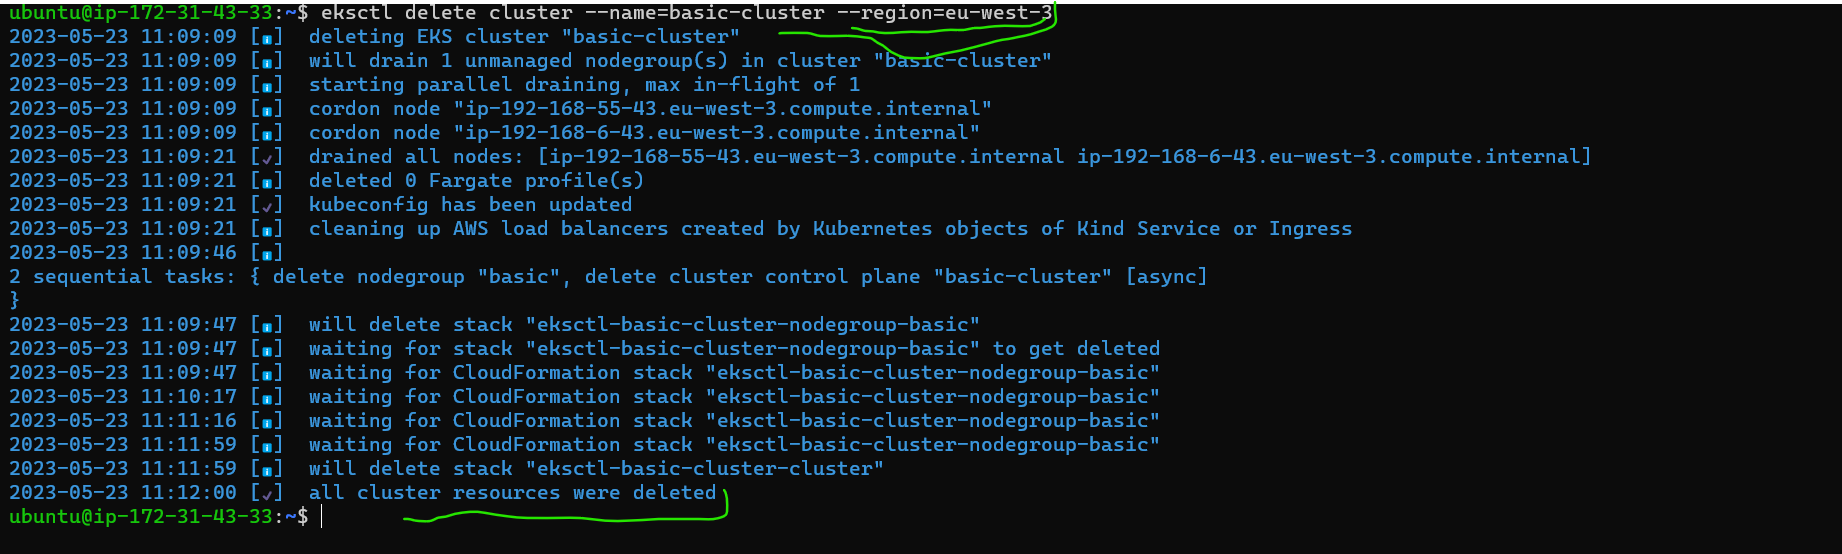 ubuntu@ip-172-31-43-33:~$ eksctl delete cluster --name=basic-cluster --region=eu-west-3
2023-05-23 11:09:09 [ℹ]  deleting EKS cluster "basic-cluster"
2023-05-23 11:09:09 [ℹ]  will drain 1 unmanaged nodegroup(s) in cluster "basic-cluster"
2023-05-23 11:09:09 [ℹ]  starting parallel draining, max in-flight of 1
2023-05-23 11:09:09 [ℹ]  cordon node "ip-192-168-55-43.eu-west-3.compute.internal"
2023-05-23 11:09:09 [ℹ]  cordon node "ip-192-168-6-43.eu-west-3.compute.internal"
2023-05-23 11:09:21 [✔]  drained all nodes: [ip-192-168-55-43.eu-west-3.compute.internal ip-192-168-6-43.eu-west-3.compute.internal]
2023-05-23 11:09:21 [ℹ]  deleted 0 Fargate profile(s)
2023-05-23 11:09:21 [✔]  kubeconfig has been updated
2023-05-23 11:09:21 [ℹ]  cleaning up AWS load balancers created by Kubernetes objects of Kind Service or Ingress
2023-05-23 11:09:46 [ℹ]
2 sequential tasks: { delete nodegroup "basic", delete cluster control plane "basic-cluster" [async]
}
2023-05-23 11:09:47 [ℹ]  will delete stack "eksctl-basic-cluster-nodegroup-basic"
2023-05-23 11:09:47 [ℹ]  waiting for stack "eksctl-basic-cluster-nodegroup-basic" to get deleted
2023-05-23 11:09:47 [ℹ]  waiting for CloudFormation stack "eksctl-basic-cluster-nodegroup-basic"
2023-05-23 11:10:17 [ℹ]  waiting for CloudFormation stack "eksctl-basic-cluster-nodegroup-basic"
2023-05-23 11:11:16 [ℹ]  waiting for CloudFormation stack "eksctl-basic-cluster-nodegroup-basic"
2023-05-23 11:11:59 [ℹ]  waiting for CloudFormation stack "eksctl-basic-cluster-nodegroup-basic"
2023-05-23 11:11:59 [ℹ]  will delete stack "eksctl-basic-cluster-cluster"
2023-05-23 11:12:00 [✔]  all cluster resources were deleted
ubuntu@ip-172-31-43-33:~$